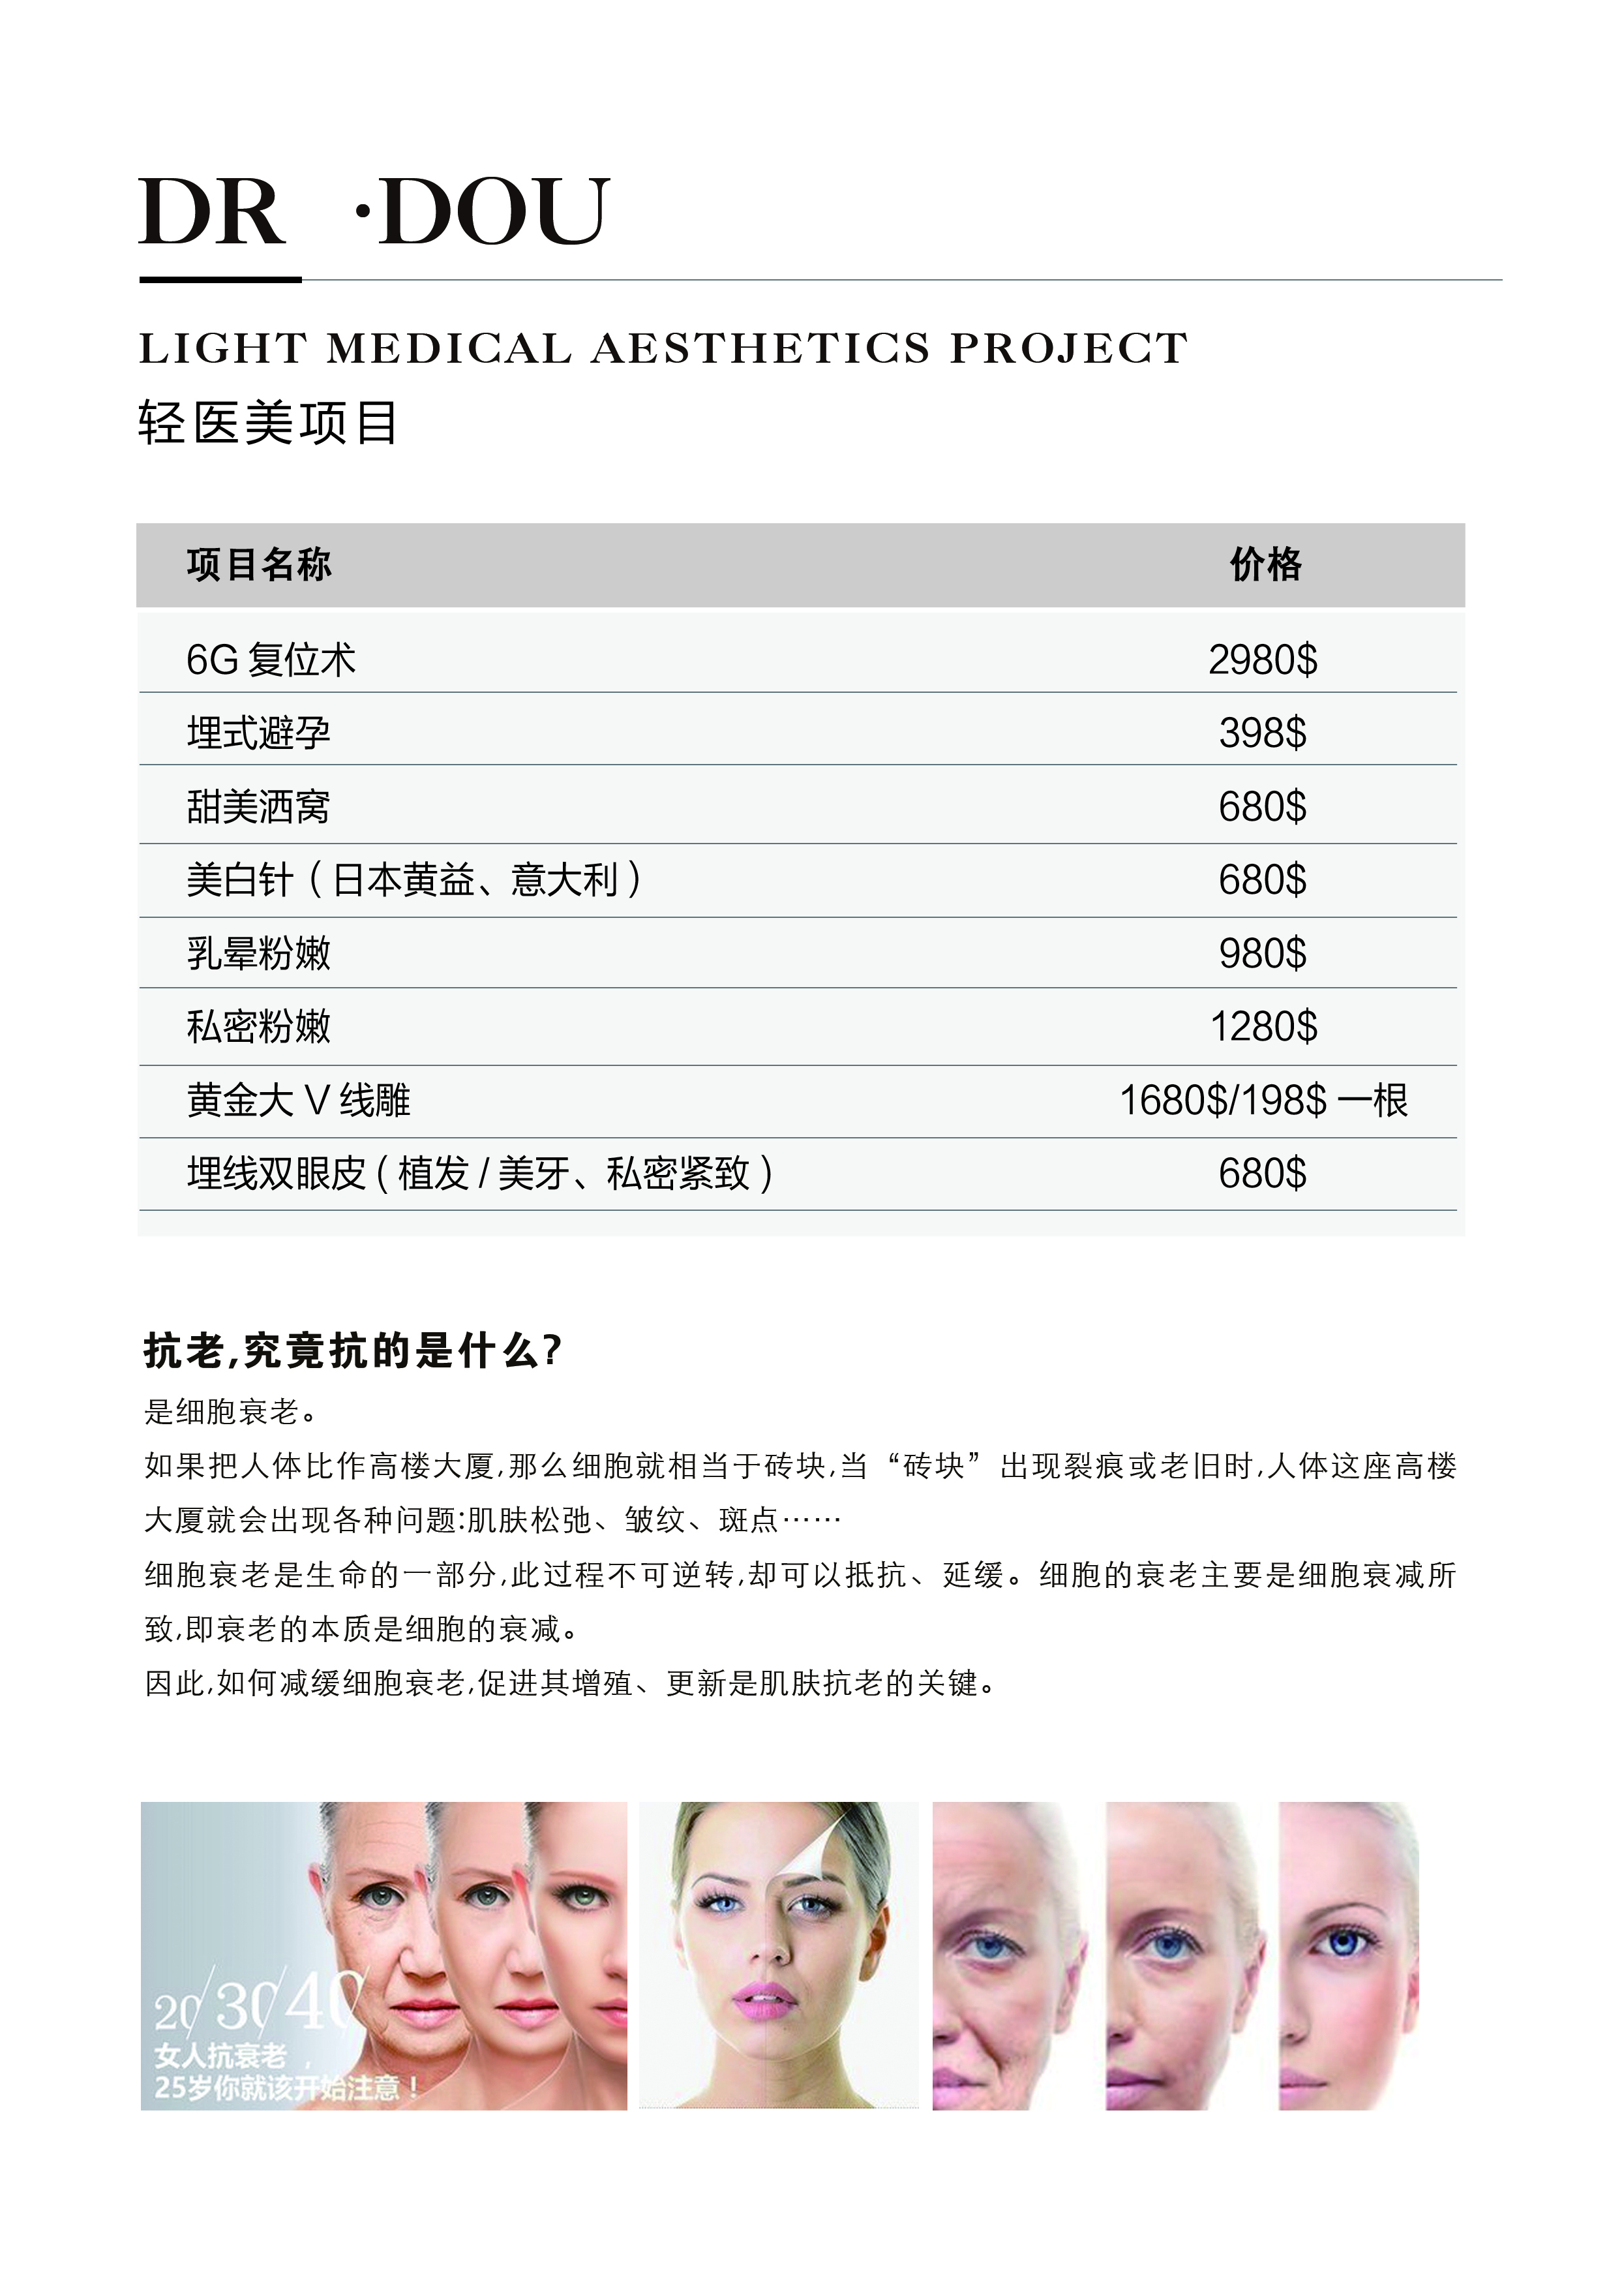 DR ·DOU
LIGHT MEDICAL AESTHETICS PROJECT
轻医美项目
项目名称 价格
6G 复位术 2980$
埋式避孕 398$
甜美洒窝 680$
美白针（日本黄益、意大利） 680$
乳晕粉嫩 980$
私密粉嫩 1280$
黄金大 V 线雕 1680$/198$ 一根
埋线双眼皮（植发 / 美牙、私密紧致） 680$
抗老,究竟抗的是什么?
是细胞衰老。
如果把人体比作高楼大厦,那么细胞就相当于砖块,当“砖块”出现裂痕或老旧时,人体这座高楼
大厦就会出现各种问题:肌肤松弛、皱纹、斑点……
细胞衰老是生命的一部分,此过程不可逆转,却可以抵抗、延缓。细胞的衰老主要是细胞衰减所
致,即衰老的本质是细胞的衰减。
因此,如何减缓细胞衰老,促进其增殖、更新是肌肤抗老的关键。
20/30/40
女人抗衰老 ，
25岁你就该开始注意！